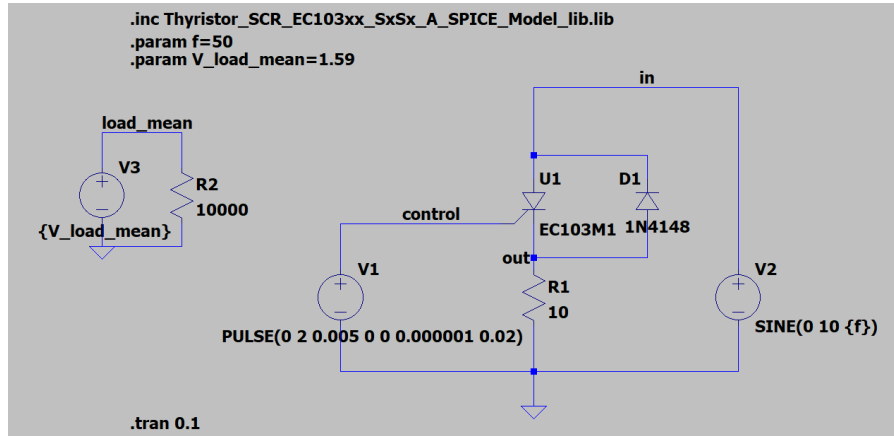 .inc Thyristor_SCR_EC103xx_SxSx_A_SPICE_Model_lib.lib
.param f=50
.param V_load_mean=1.59
in
load_mean
V3
U1
D1
R2
10000
control
EC103M1
1N4148
{V_load_mean}
out
V1
R1
V2
10
SINE(0 10 {f})
PULSE(0 2 0.005 0 0 0.000001 0.02)
.tran 0.1